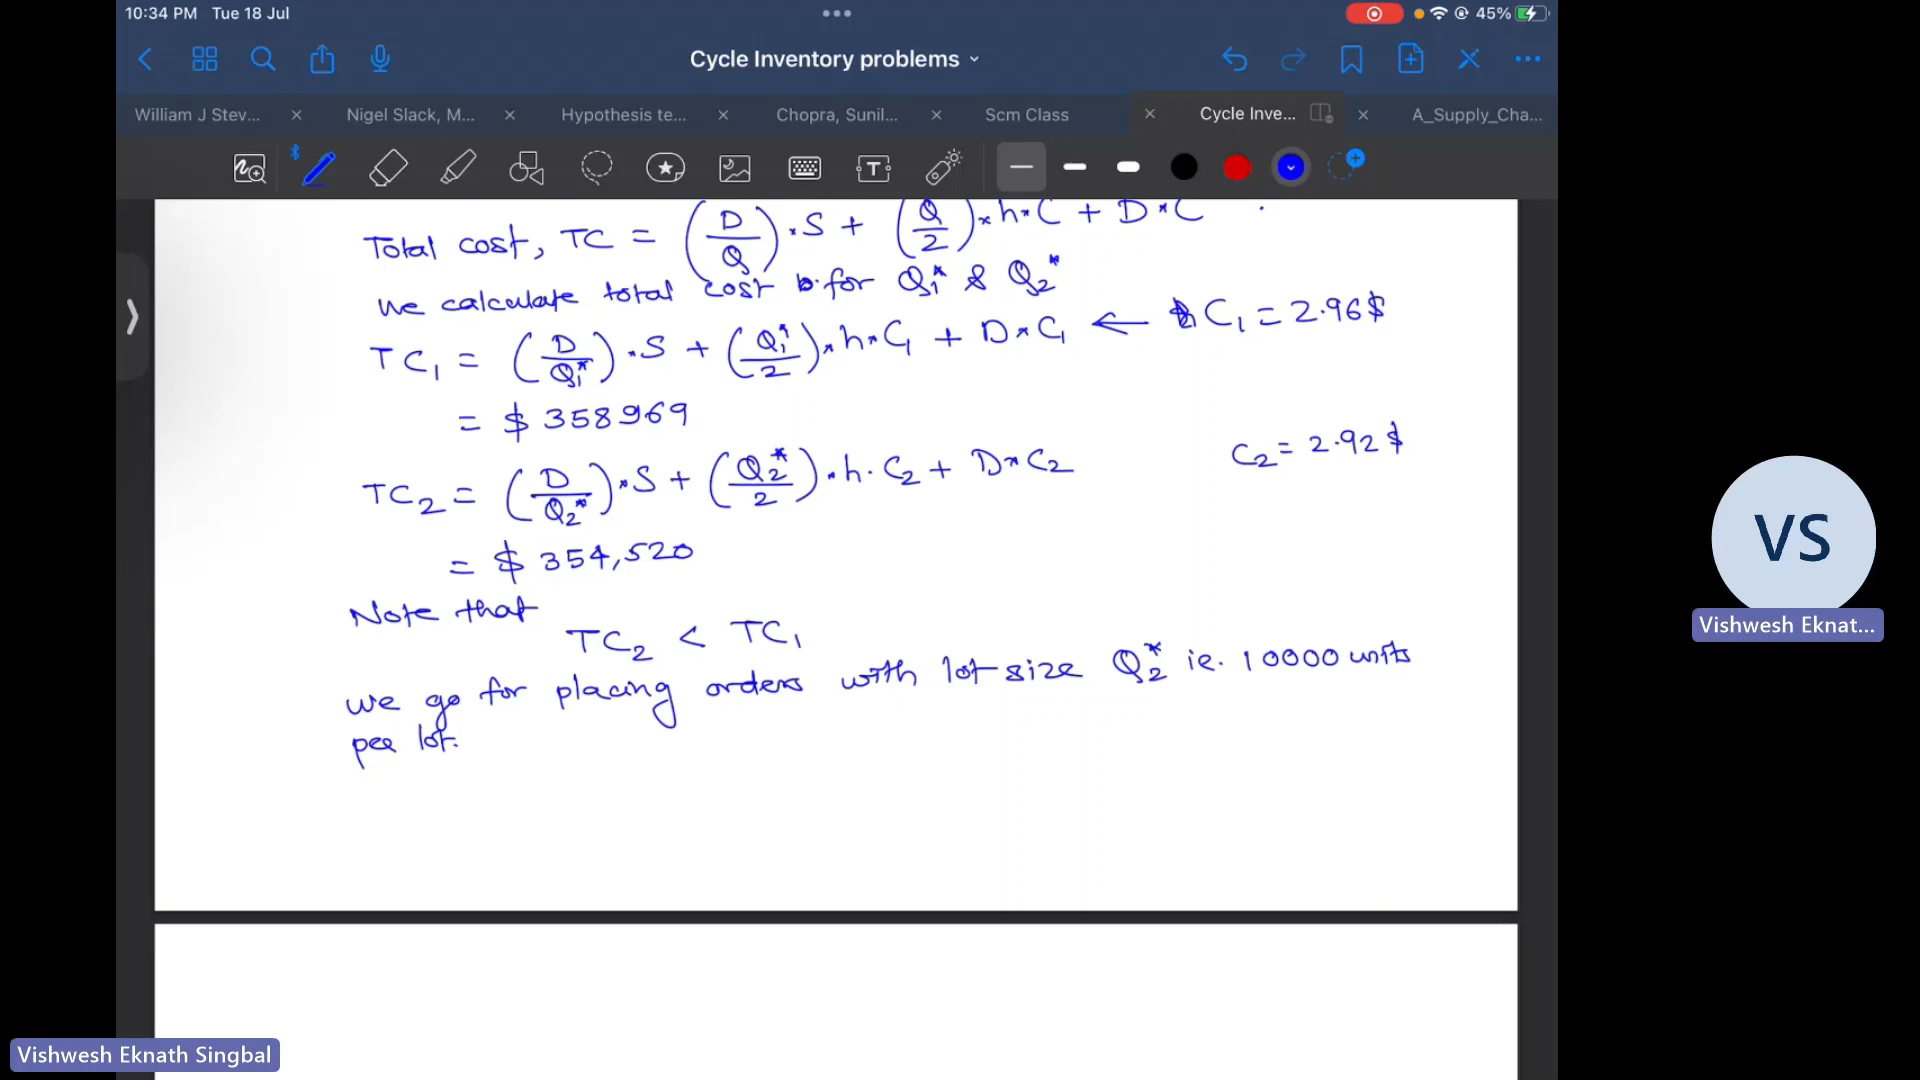 10:34 PM Tue 18 Jul
45%
Cycle Inventory problems
William J Stev...
Nigel Slack, M...
Hypothesis te...
Chopra, Sunil...
Scm Class
Cycle Inve...
A_Supply_Cha...
Total cost, TC = (D/Q) * S + (Q/2) * h * C + D * C
we calculate total cost for Q₁* & Q₂*
TC₁ = (D/Q₁*) * S + (Q₁*/2) * h * C₁ + D * C₁ ← C₁ = 2.96$
= $ 358969
TC₂ = (D/Q₂*) * S + (Q₂*/2) * h · C₂ + D * C₂ C₂ = 2.92$
= $ 354,520
Note that
TC₂ < TC₁
we go for placing orders with lot size Q₂* ie. 10000 units
per lot.
VS
Vishwesh Eknat...
Vishwesh Eknath Singbal